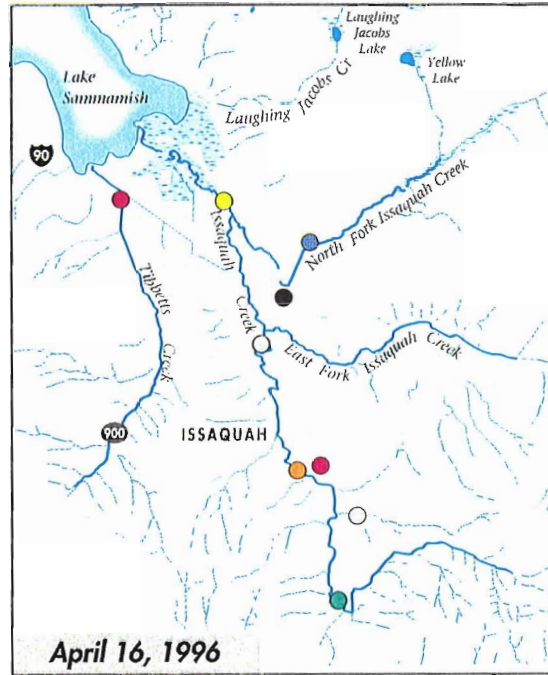 Laughing
Jacobs
Lake
Yellow
Lake
Lake
Sammamish
Laughing Jacobs Cr
90
Issaquah
Creek
North Fork Issaquah Creek
Tibbetts
Creek
East Fork Issaquah Creek
900
ISSAQUAH
April 16, 1996